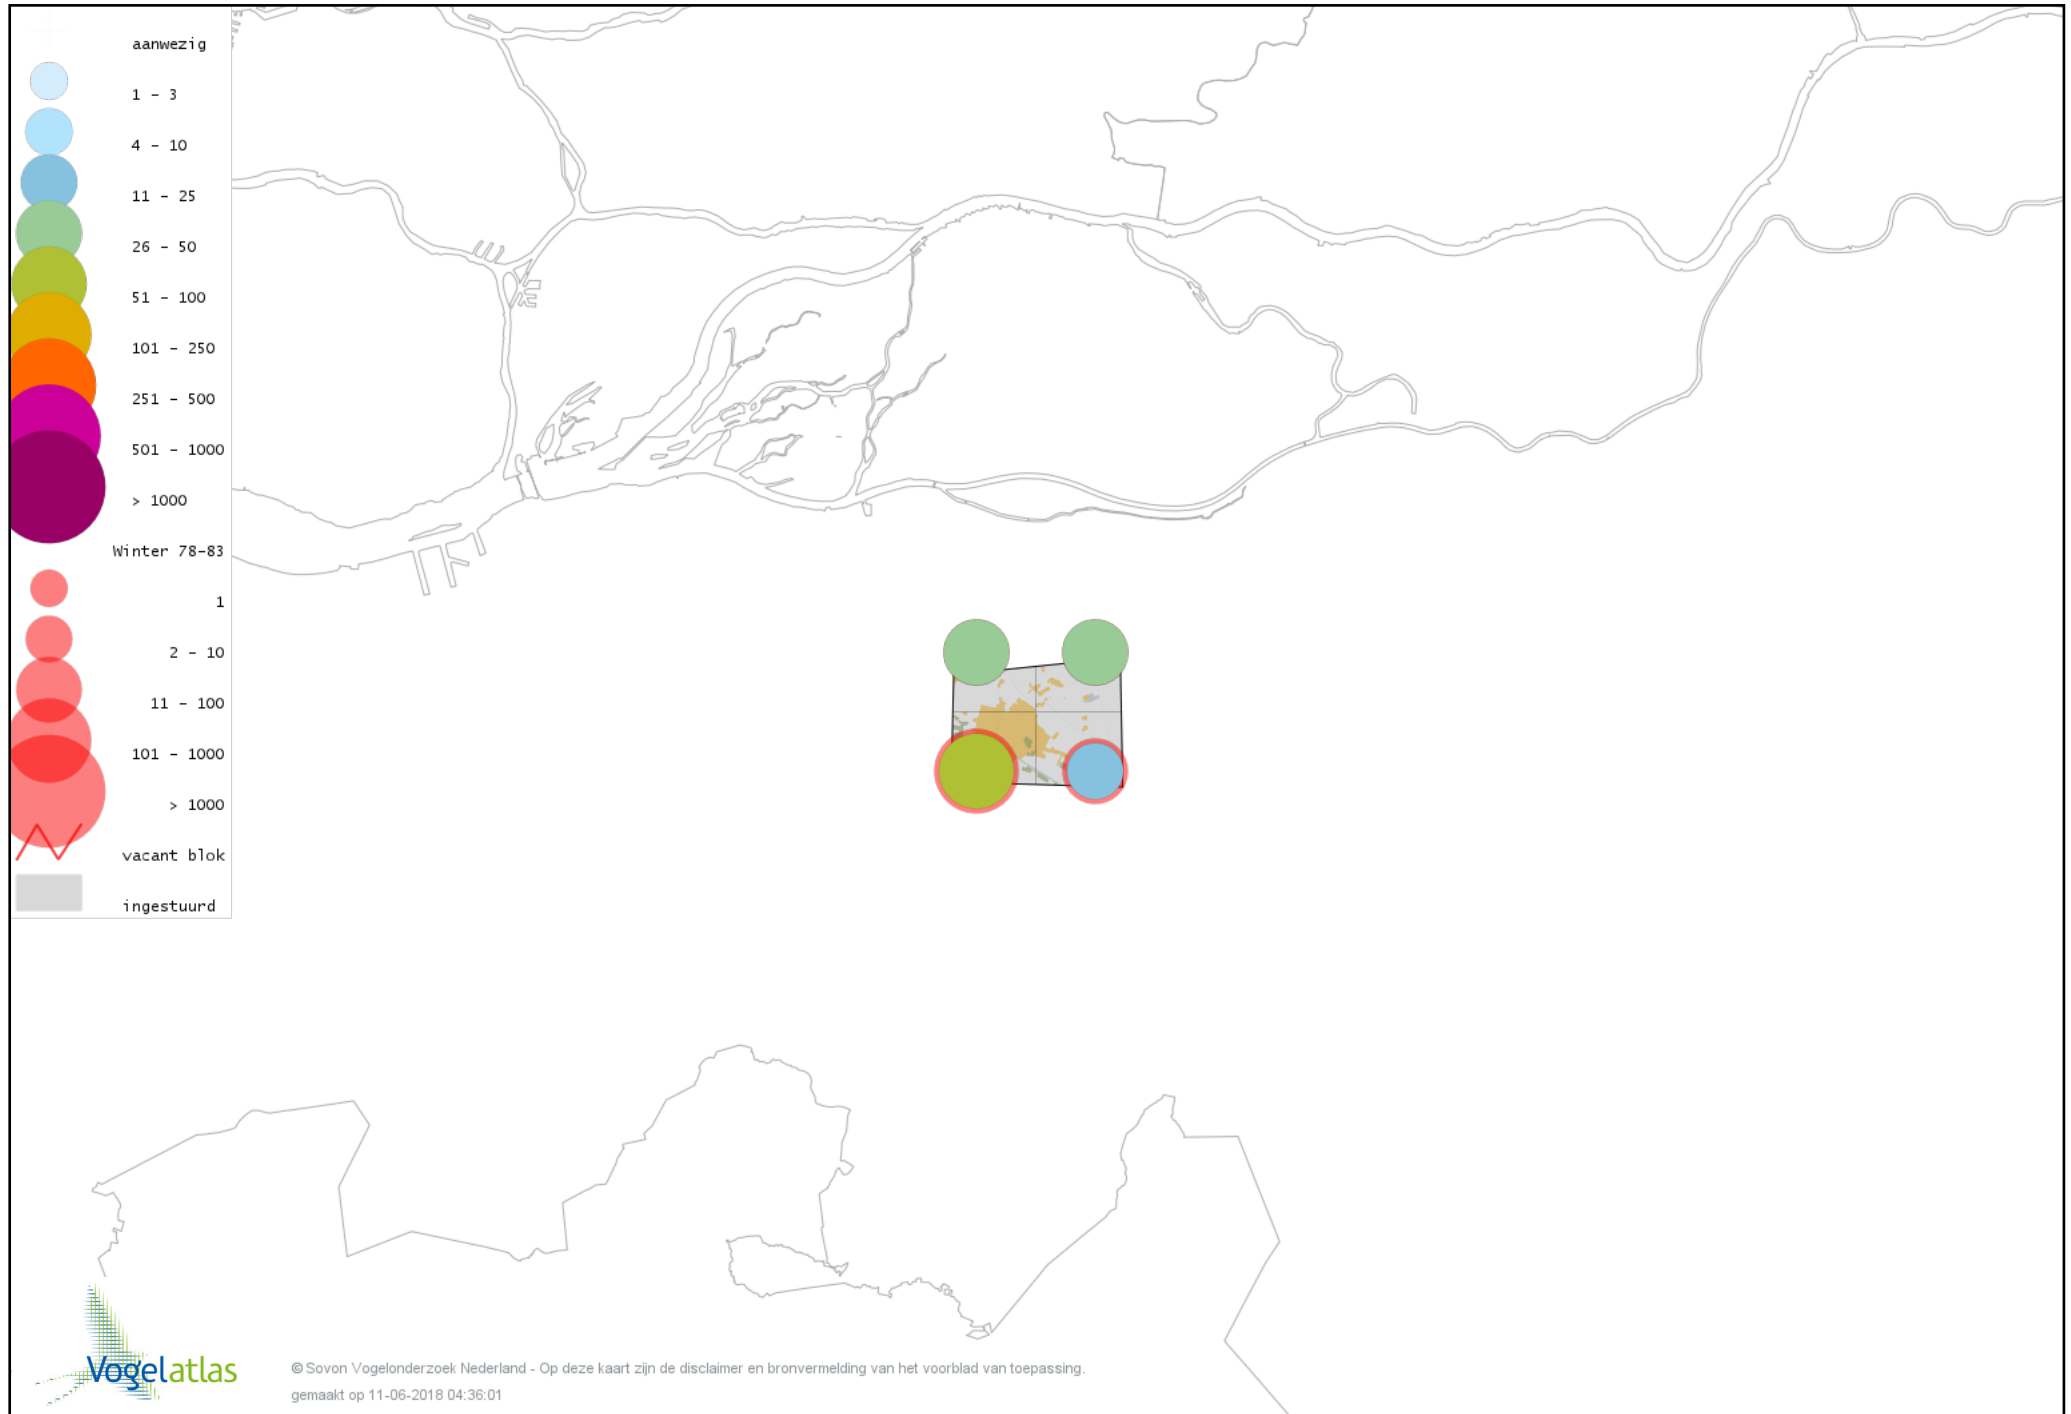 aanwezig
1 - 3
4 - 10
11 - 25
26 - 50
51 - 100
101 - 250
251 - 500
501 - 1000
> 1000
Winter 78-83
1
2 - 10
11 - 100
101 - 1000
> 1000
vacant blok
ingestuurd
Vogelatlas
© Sovon Vogelonderzoek Nederland - Op deze kaart zijn de disclaimer en bronvermelding van het voorblad van toepassing.
gemaakt op 11-06-2018 04:36:01